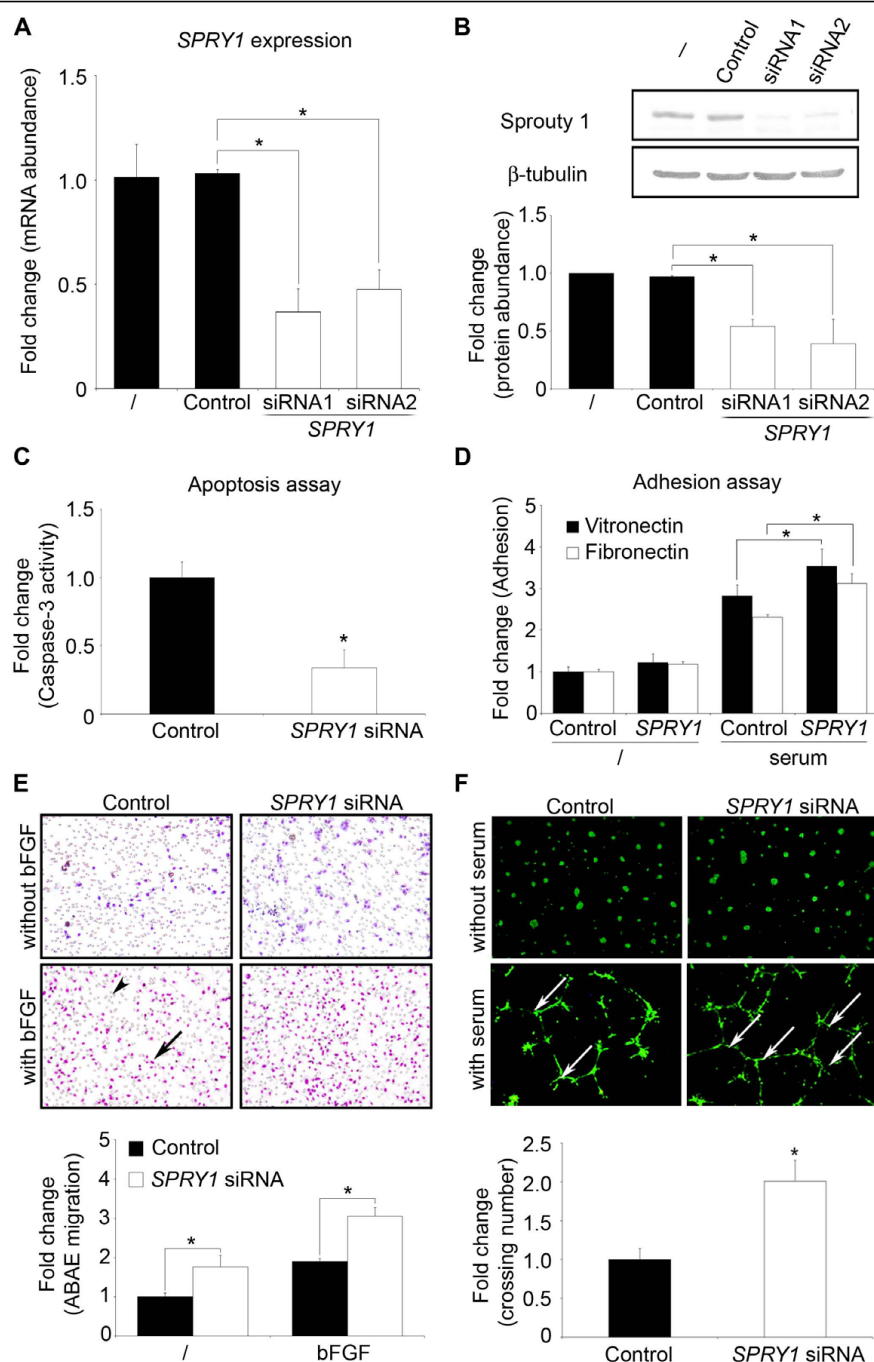 A
SPRY1 expression
Fold change (mRNA abundance)
1.5
1.0
0.5
0
*
*
/
Control
siRNA1
siRNA2
SPRY1
B
/
Control
siRNA1
siRNA2
Sprouty 1
β-tubulin
Fold change
(protein abundance)
1.5
1.0
0.5
0
*
*
/
Control
siRNA1 siRNA2
SPRY1
C
Apoptosis assay
Fold change
(Caspase-3 activity)
1.5
1.0
0.5
0
*
Control
SPRY1 siRNA
D
Adhesion assay
Fold change (Adhesion)
5
4
3
2
1
0
Vitronectin
Fibronectin
*
*
Control
SPRY1
Control
SPRY1
/
serum
E
Control
SPRY1 siRNA
without bFGF
with bFGF
Fold change
(ABAE migration)
5
4
3
2
1
0
Control
SPRY1 siRNA
*
*
/
bFGF
F
Control
SPRY1 siRNA
without serum
with serum
Fold change
(crossing number)
2.5
2.0
1.5
1.0
0.5
0
*
Control
SPRY1 siRNA